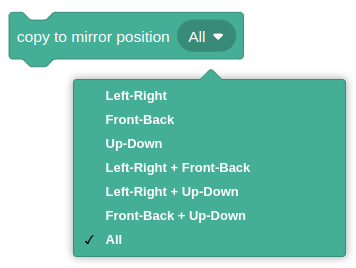 copy to mirror position All
Left-Right
Front-Back
Up-Down
Left-Right + Front-Back
Left-Right + Up-Down
Front-Back + Up-Down
All